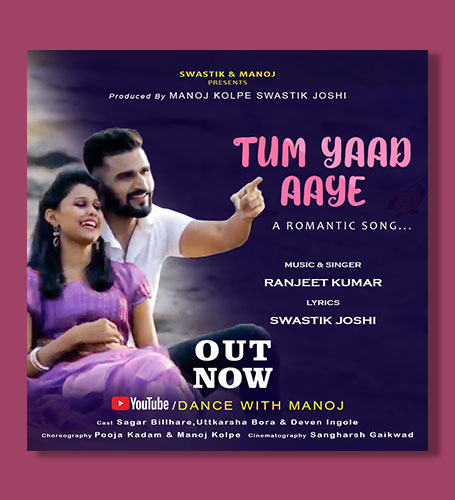 SWASTIK & MANOJ
PRESENTS
Produced By MANOJ KOLPE SWASTIK JOSHI
TUM YAAD
AAYE
A ROMANTIC SONG...
MUSIC & SINGER
RANJEET KUMAR
LYRICS
SWASTIK JOSHI
OUT
NOW
YouTube /DANCE WITH MANOJ
Cast Sagar Billhare,Uttkarsha Bora & Deven Ingole
Choreography Pooja Kadam & Manoj Kolpe Cinematography Sangharsh Gaikwad